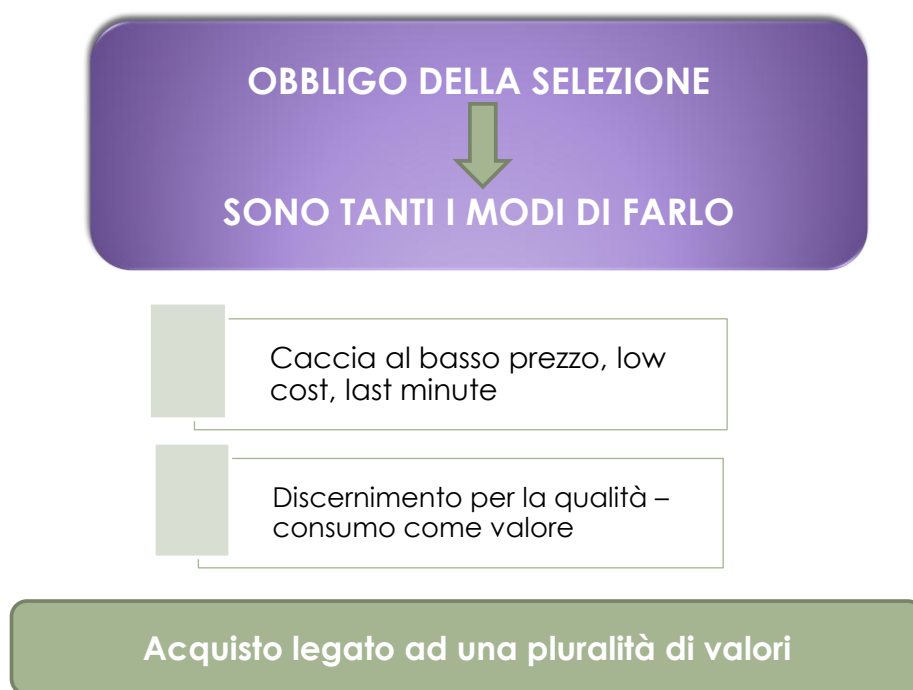 OBBLIGO DELLA SELEZIONE
SONO TANTI I MODI DI FARLO
Caccia al basso prezzo, low
cost, last minute
Discernimento per la qualità –
consumo come valore
Acquisto legato ad una pluralità di valori